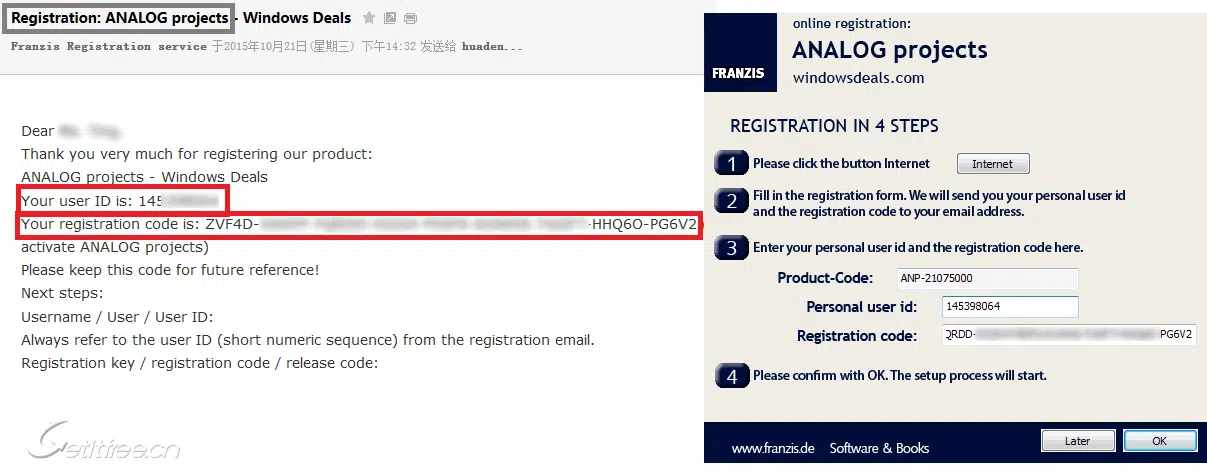 Registration: ANALOG projects - Windows Deals
Franzis Registration service 于2015年10月21日(星期三) 下午14:32 发送给 huaden...
Dear
Thank you very much for registering our product:
ANALOG projects - Windows Deals
Your user ID is: 145
Your registration code is: ZVF4D- -HHQ6O-PG6V2
activate ANALOG projects)
Please keep this code for future reference!
Next steps:
Username / User / User ID:
Always refer to the user ID (short numeric sequence) from the registration email.
Registration key / registration code / release code:
Getitfree.cn
FRANZIS
online registration:
ANALOG projects
windowsdeals.com
REGISTRATION IN 4 STEPS
1 Please click the button Internet Internet
2 Fill in the registration form. We will send you your personal user id
and the registration code to your email address.
3 Enter your personal user id and the registration code here.
Product-Code: ANP-21075000
Personal user id: 145398064
Registration code: QRDD- PG6V2
4 Please confirm with OK. The setup process will start.
www.franzis.de Software & Books Later OK